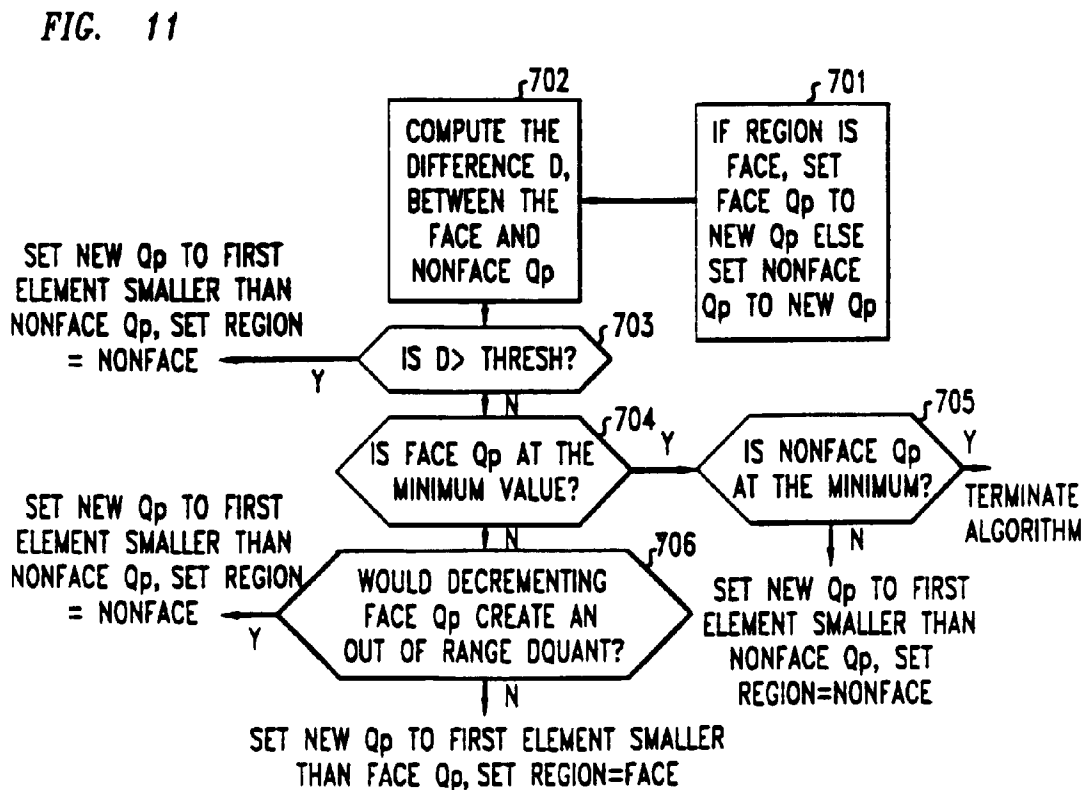 FIG. 11
702
COMPUTE THE
DIFFERENCE D,
BETWEEN THE
FACE AND
NONFACE Qp
701
IF REGION IS
FACE, SET
FACE Qp TO
NEW Qp ELSE
SET NONFACE
Qp TO NEW Qp
SET NEW Qp TO FIRST
ELEMENT SMALLER THAN
NONFACE Qp, SET REGION
= NONFACE
Y
703
IS D> THRESH?
N
704
IS FACE Qp AT THE
MINIMUM VALUE?
Y
705
IS NONFACE Qp
AT THE MINIMUM?
Y
TERMINATE
ALGORITHM
N
SET NEW Qp TO FIRST
ELEMENT SMALLER THAN
NONFACE Qp, SET
REGION=NONFACE
SET NEW Qp TO FIRST
ELEMENT SMALLER THAN
NONFACE Qp, SET REGION
= NONFACE
Y
N
706
WOULD DECREMENTING
FACE Qp CREATE AN
OUT OF RANGE DQUANT?
N
SET NEW Qp TO FIRST ELEMENT SMALLER
THAN FACE Qp, SET REGION=FACE